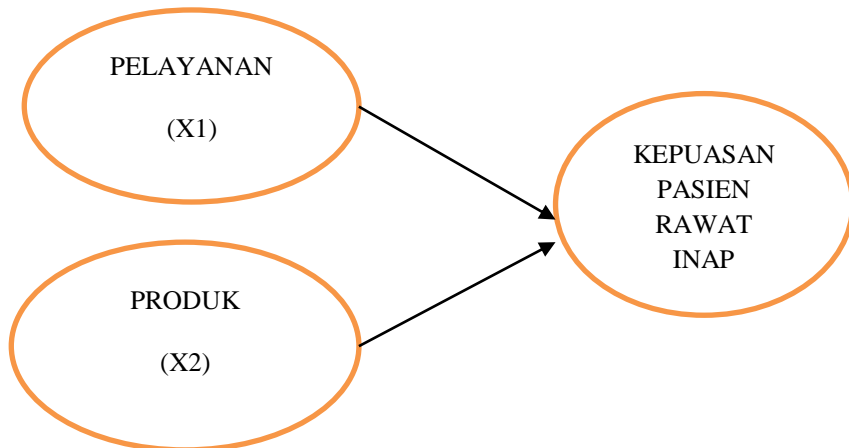 PELAYANAN
(X1)
KEPUASAN
PASIEN
RAWAT
INAP
PRODUK
(X2)